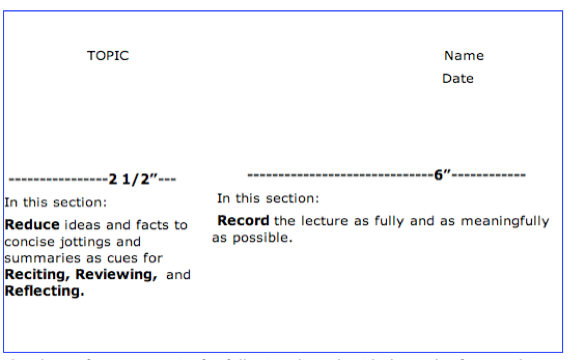 TOPIC Name
Date
----------------2 1/2”--- ------------------------------6”------------
In this section:
Reduce ideas and facts to
concise jottings and
summaries as cues for
Reciting, Reviewing, and
Reflecting.
In this section:
Record the lecture as fully and as meaningfully
as possible.